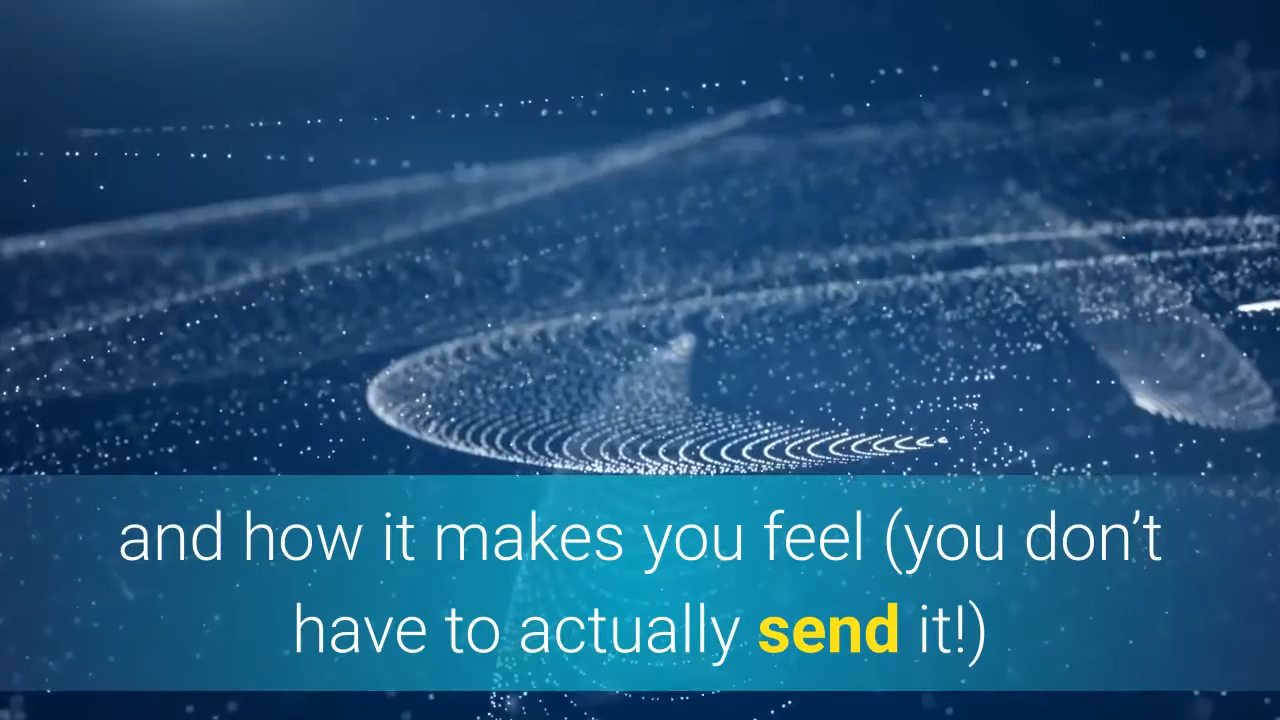 and how it makes you feel (you don’t
have to actually send it!)